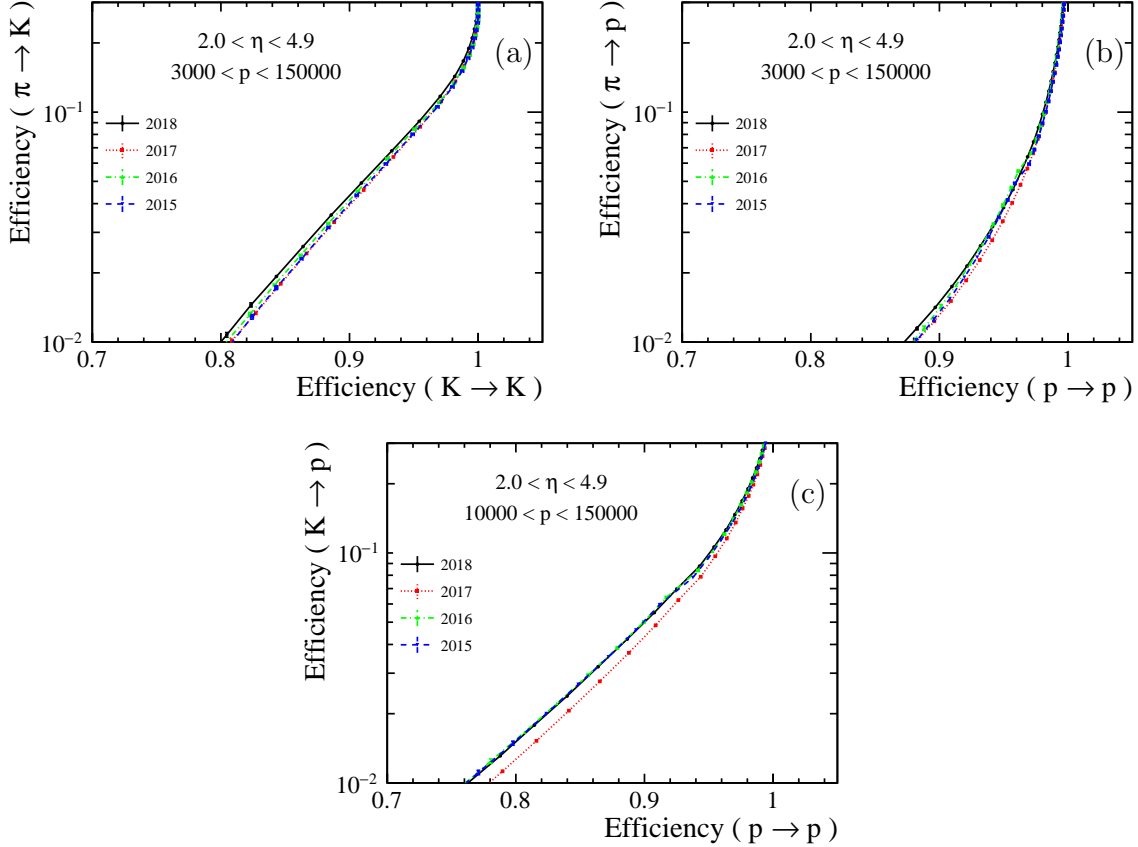 Efficiency ( π → K)
10⁻¹
10⁻²
2.0 < η < 4.9
3000 < p < 150000
(a)
2018
2017
2016
2015
0.7 0.8 0.9 1
Efficiency ( K → K)
Efficiency ( π → p)
10⁻¹
10⁻²
2.0 < η < 4.9
3000 < p < 150000
(b)
2018
2017
2016
2015
0.7 0.8 0.9 1
Efficiency ( p → p)
Efficiency ( K → p)
10⁻¹
10⁻²
2.0 < η < 4.9
10000 < p < 150000
(c)
2018
2017
2016
2015
0.7 0.8 0.9 1
Efficiency ( p → p)